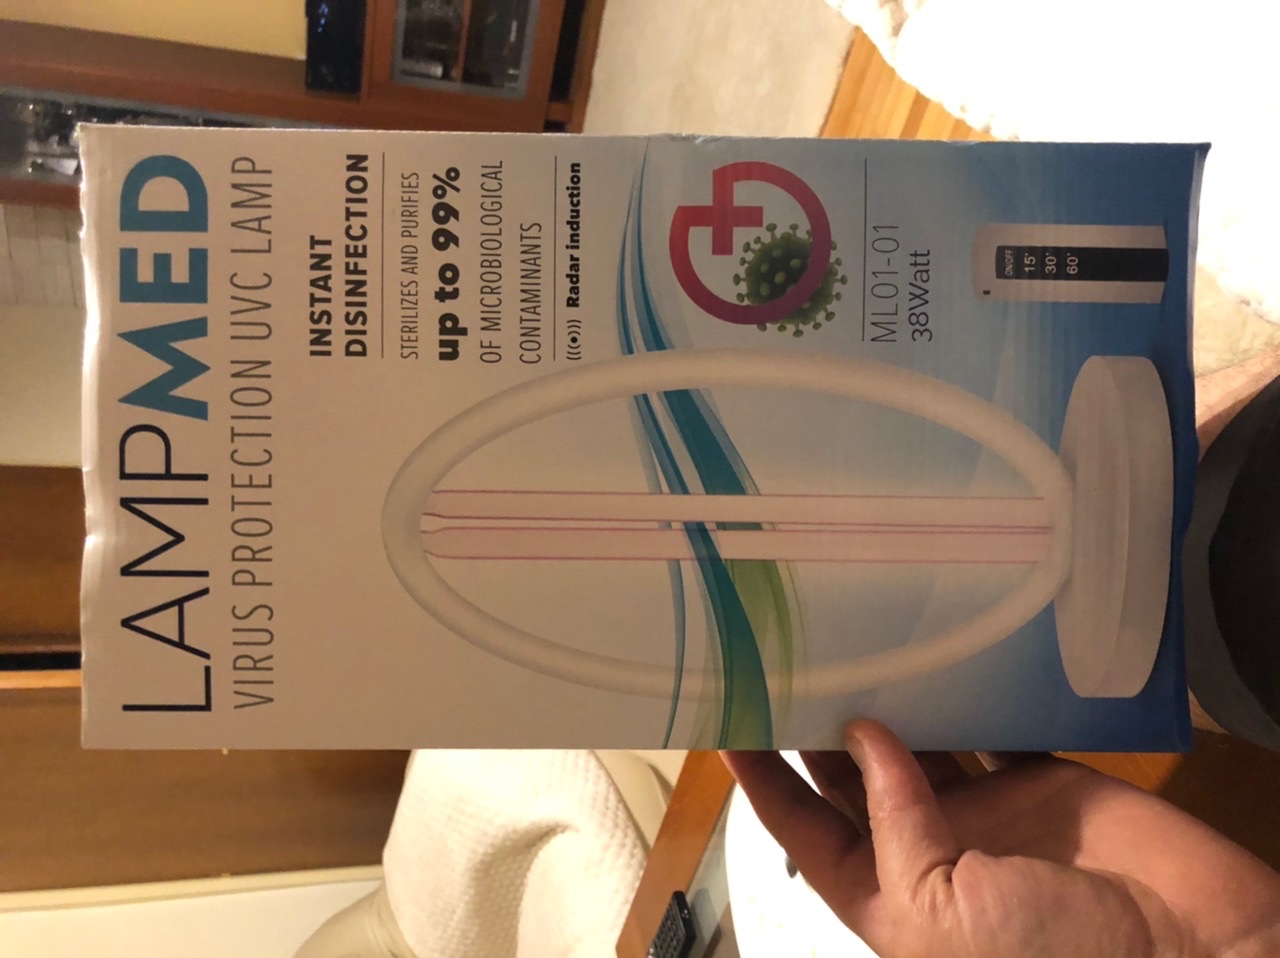 LAMPMED
VIRUS PROTECTION UVC LAMP
INSTANT
DISINFECTION
STERILIZES AND PURIFIES
up to 99%
OF MICROBIOLOGICAL
CONTAMINANTS
Radar induction
ML01-01
38Watt
ON/OFF
15'
30'
60'